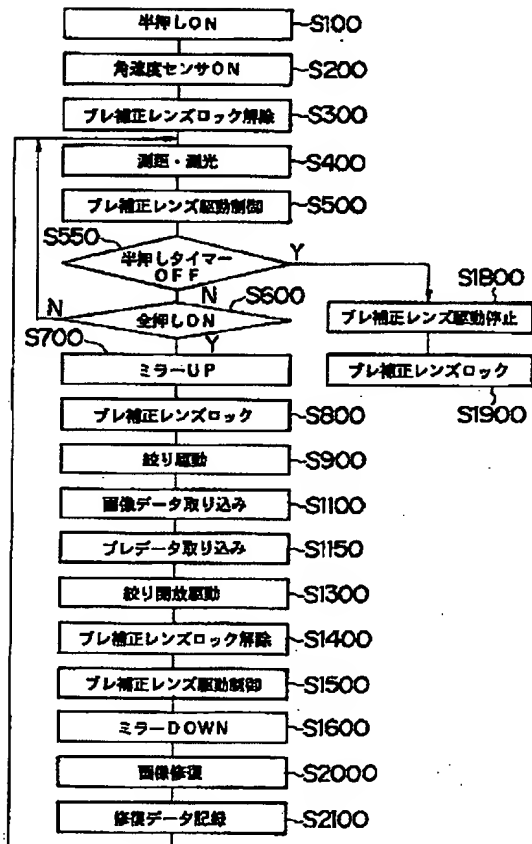 半押しON S100
角速度センサON S200
ブレ補正レンズロック解除 S300
測距・測光 S400
ブレ補正レンズ駆動制御 S500
S550
半押しタイマー
OFF
Y
N
S600
N
全押しON
Y
S1800
ブレ補正レンズ駆動停止
S700
ミラーUP
ブレ補正レンズロック
S1900
ブレ補正レンズロック S800
絞り駆動 S900
画像データ取り込み S1100
ブレデータ取り込み S1150
絞り開放駆動 S1300
ブレ補正レンズロック解除 S1400
ブレ補正レンズ駆動制御 S1500
ミラーDOWN S1600
画像修復 S2000
修復データ記録 S2100